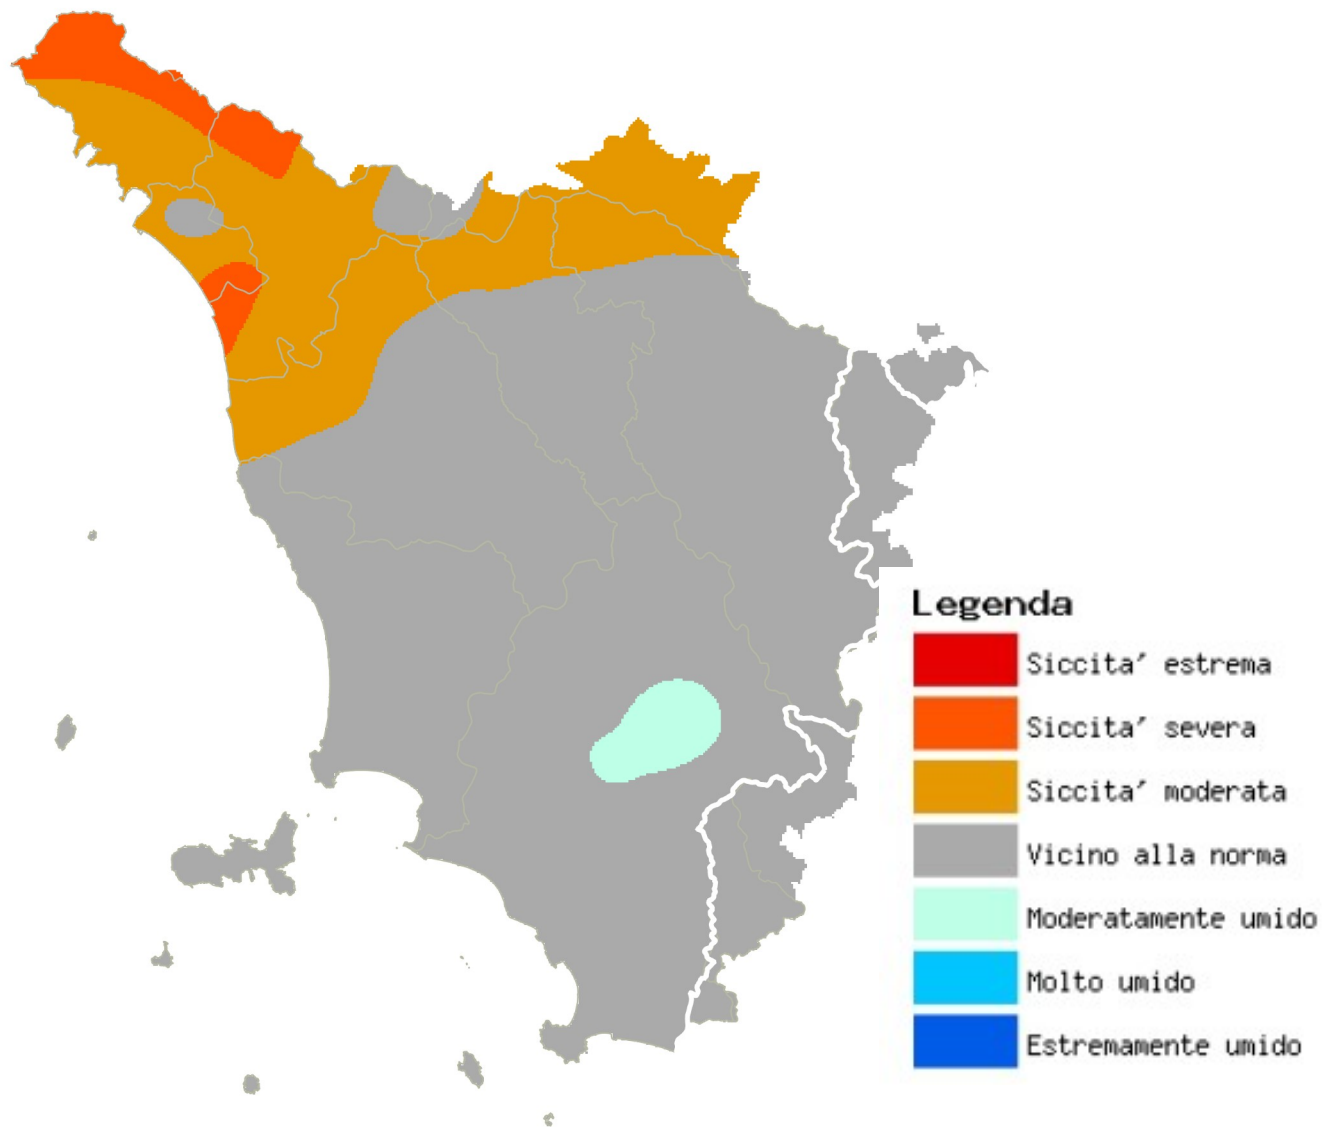 Legenda
Siccita' estrema
Siccita' severa
Siccita' moderata
Vicino alla norma
Moderatamente umido
Molto umido
Estremamente umido